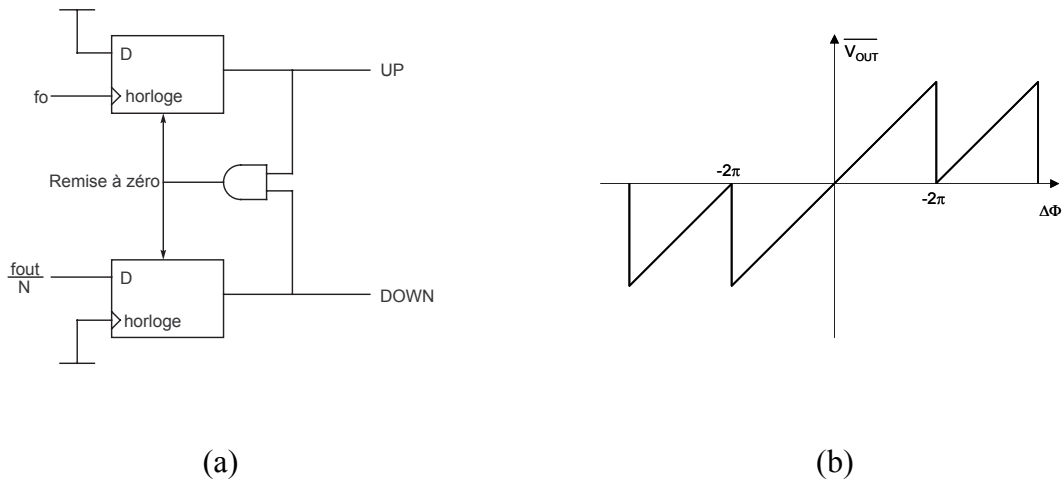 D
horloge
fo
UP
Remise à zéro
fout
N
D
horloge
DOWN
V_OUT
-2π
-2π
ΔΦ
(a)
(b)